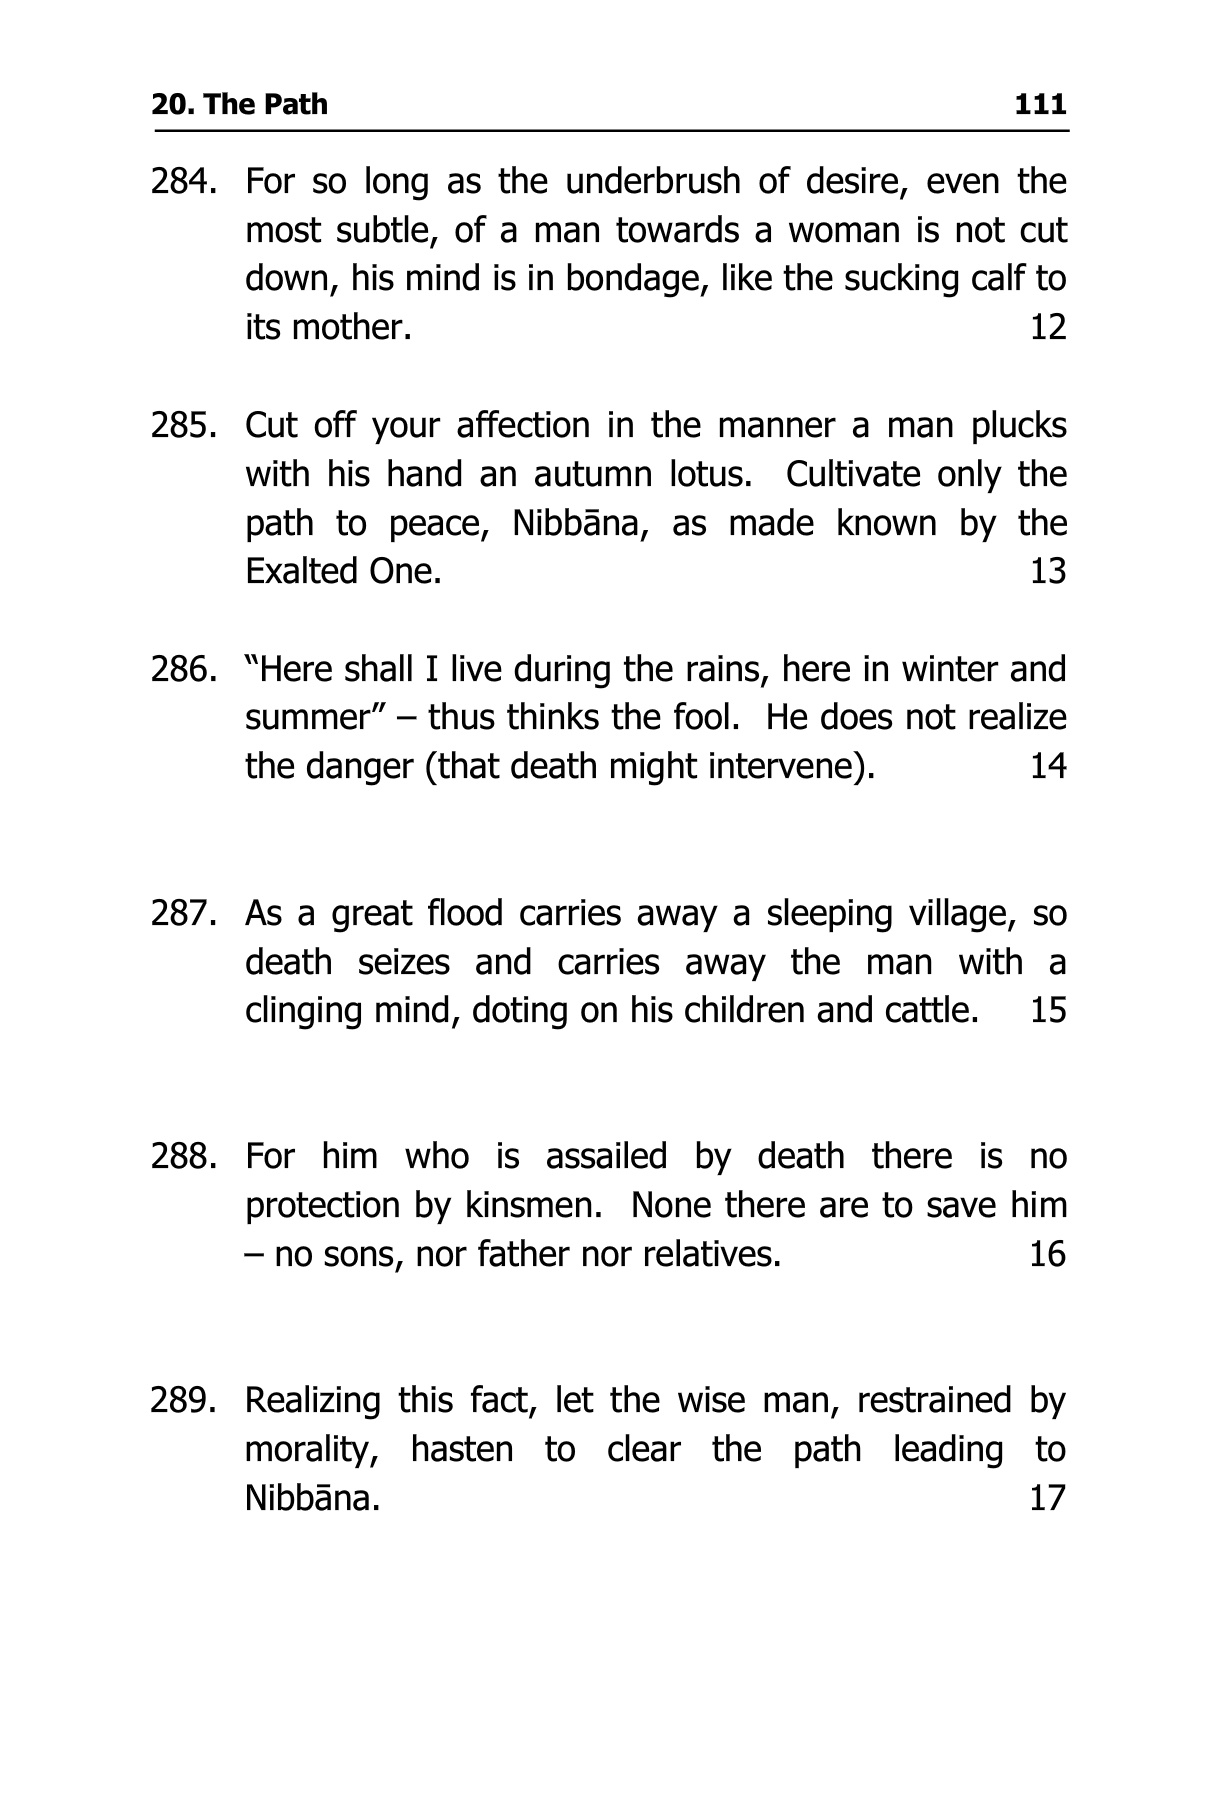 20. The Path 111
284. For so long as the underbrush of desire, even the
most subtle, of a man towards a woman is not cut
down, his mind is in bondage, like the sucking calf to
its mother. 12
285. Cut off your affection in the manner a man plucks
with his hand an autumn lotus. Cultivate only the
path to peace, Nibbāna, as made known by the
Exalted One. 13
286. “Here shall I live during the rains, here in winter and
summer” – thus thinks the fool. He does not realize
the danger (that death might intervene). 14
287. As a great flood carries away a sleeping village, so
death seizes and carries away the man with a
clinging mind, doting on his children and cattle. 15
288. For him who is assailed by death there is no
protection by kinsmen. None there are to save him
– no sons, nor father nor relatives. 16
289. Realizing this fact, let the wise man, restrained by
morality, hasten to clear the path leading to
Nibbāna. 17